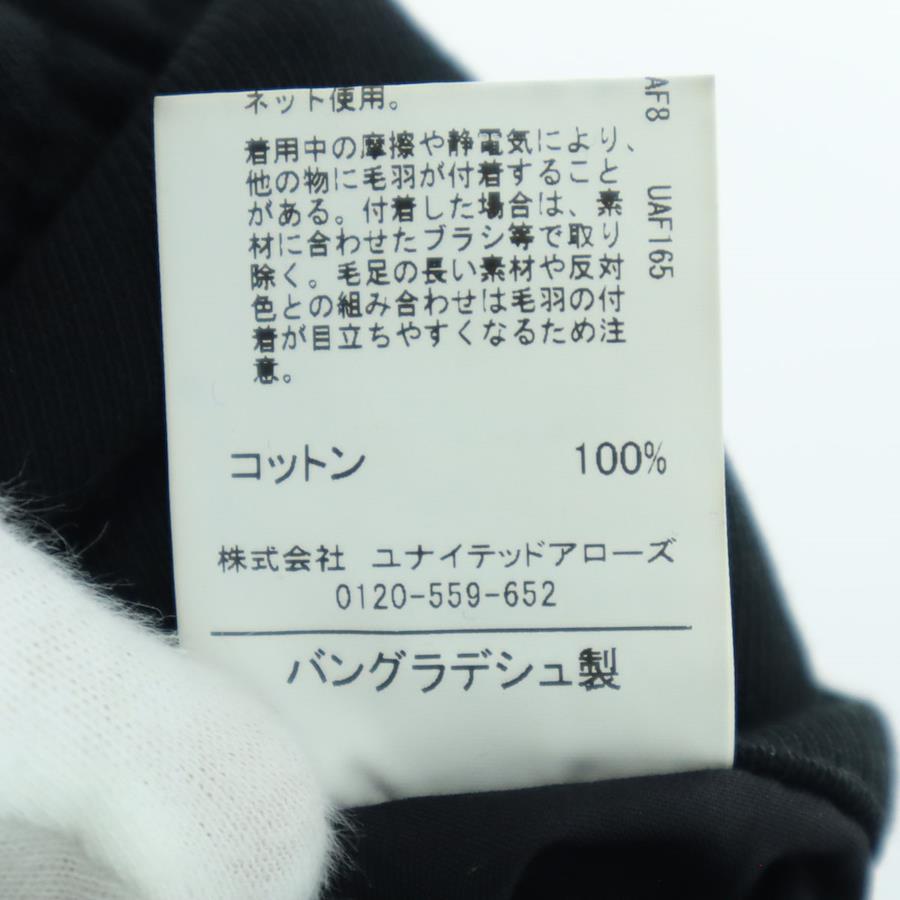 ネット使用。
着用中の摩擦や静電気により、
他の物に毛羽が付着すること
がある。付着した場合は、素
材に合わせたブラシ等で取り
除く。毛足の長い素材や反対
色との組み合わせは毛羽の付
着が目立ちやすくなるため注
意。
コットン 100%
株式会社 ユナイテッドアローズ
0120-559-652
バングラデシュ製
AF8 UAF165